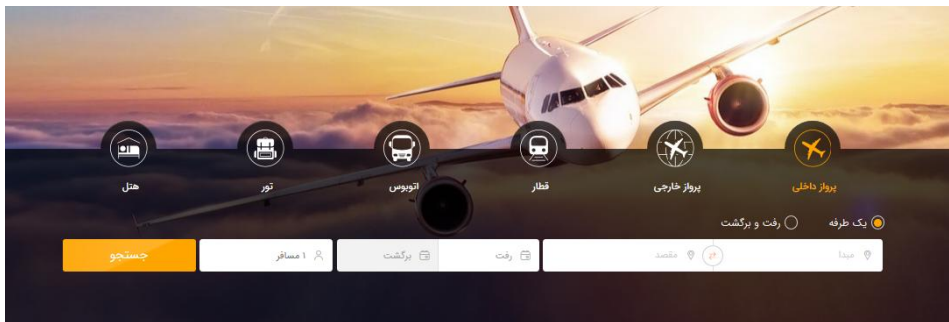 پرواز داخلی
پرواز خارجی
قطار
اتوبوس
تور
هتل
یک طرفه
رفت و برگشت
مبدا
مقصد
رفت
برگشت
۱ مسافر
جستجو